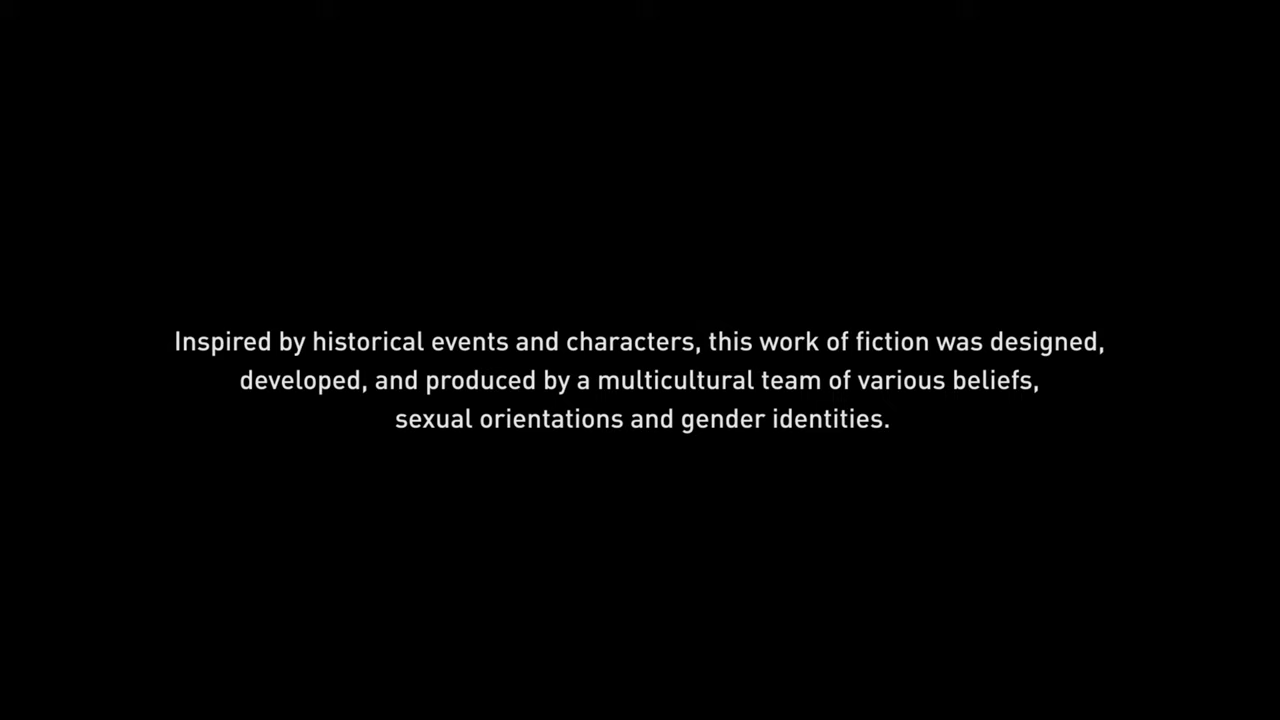 Inspired by historical events and characters, this work of fiction was designed,
developed, and produced by a multicultural team of various beliefs,
sexual orientations and gender identities.